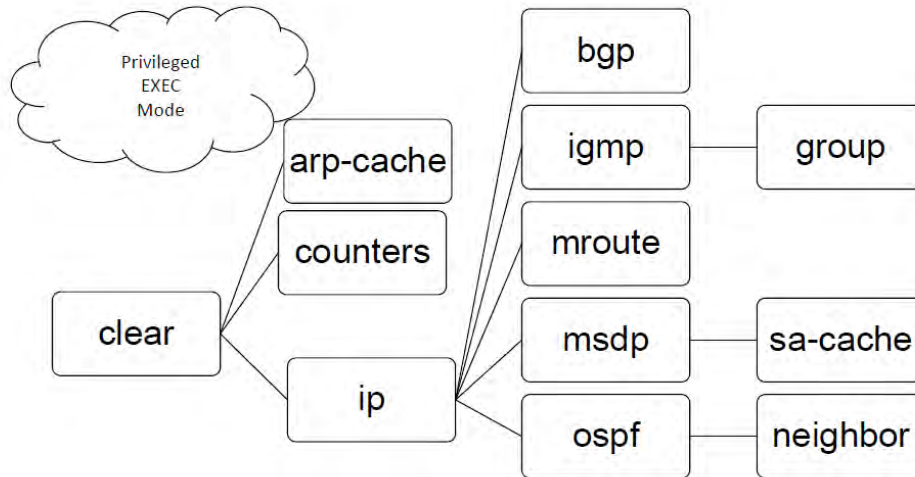 Privileged
EXEC
Mode
clear
arp-cache
counters
ip
bgp
igmp
mroute
msdp
ospf
group
sa-cache
neighbor